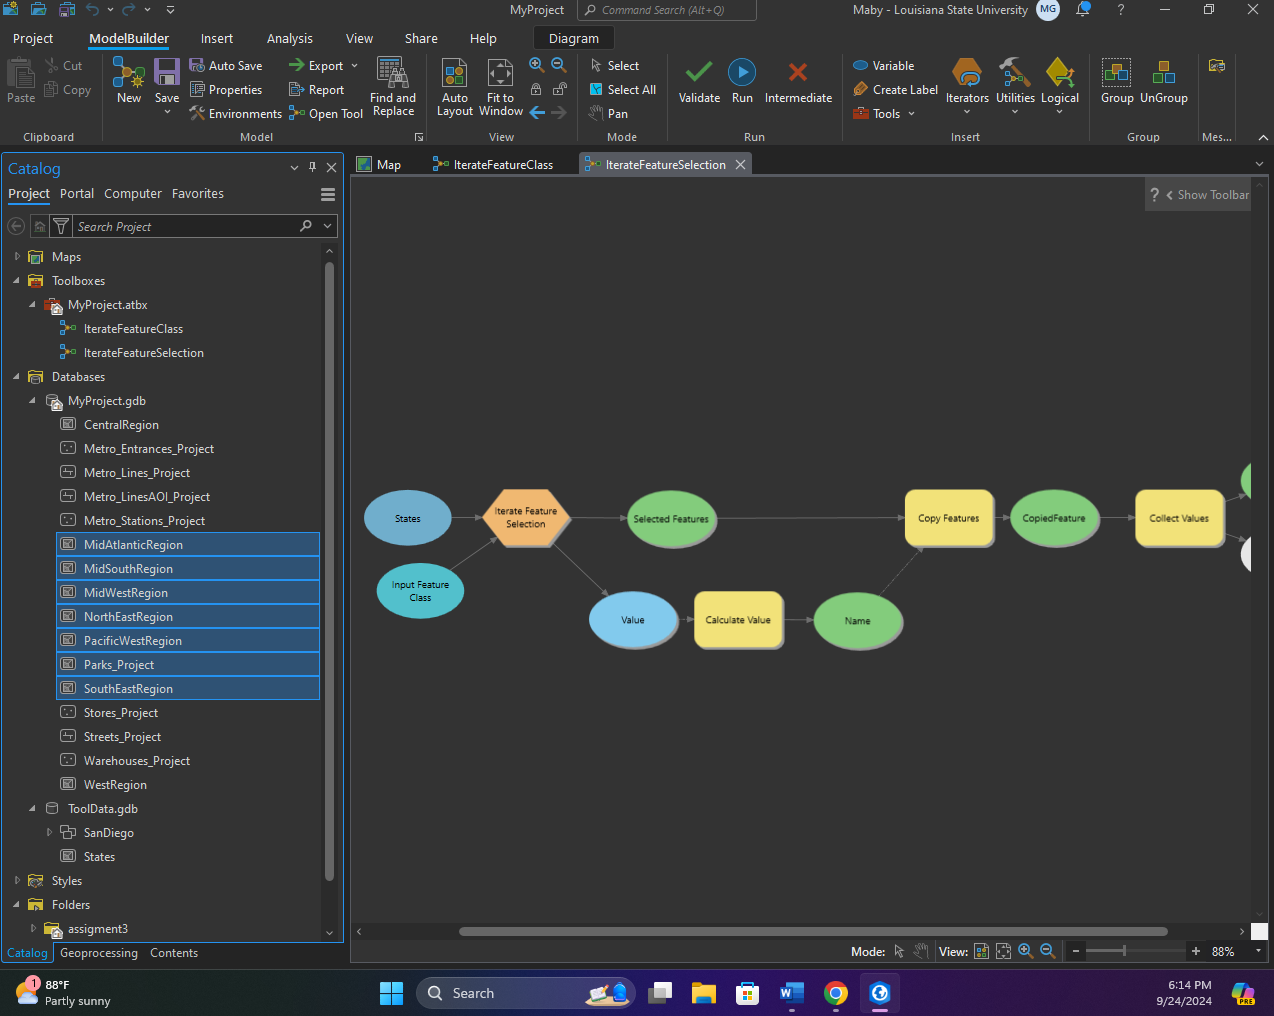 MyProject
Command Search (Alt+Q)
Maby - Louisiana State University
MG
?
Project
ModelBuilder
Insert
Analysis
View
Share
Help
Diagram
Paste
Cut
Copy
Clipboard
New
Save
Auto Save
Properties
Environments
Export
Report
Open Tool
Find and
Replace
Model
Auto
Layout
Fit to
Window
View
Select
Select All
Pan
Mode
Validate
Run
Intermediate
Run
Variable
Create Label
Tools
Iterators
Utilities
Logical
Insert
Group
UnGroup
Group
Mes...
Catalog
Project
Portal
Computer
Favorites
Search Project
Maps
Toolboxes
MyProject.atbx
IterateFeatureClass
IterateFeatureSelection
Databases
MyProject.gdb
CentralRegion
Metro_Entrances_Project
Metro_Lines_Project
Metro_LinesAOI_Project
Metro_Stations_Project
MidAtlanticRegion
MidSouthRegion
MidWestRegion
NorthEastRegion
PacificWestRegion
Parks_Project
SouthEastRegion
Stores_Project
Streets_Project
Warehouses_Project
WestRegion
ToolData.gdb
SanDiego
States
Styles
Folders
assigment3
Catalog
Geoprocessing
Contents
Map
IterateFeatureClass
IterateFeatureSelection
? Show Toolbar
States
Iterate Feature
Selection
Selected Features
Copy Features
CopiedFeature
Collect Values
Input Feature
Class
Value
Calculate Value
Name
Mode:
View:
88%
1
88°F
Partly sunny
Search
PRE
6:14 PM
9/24/2024